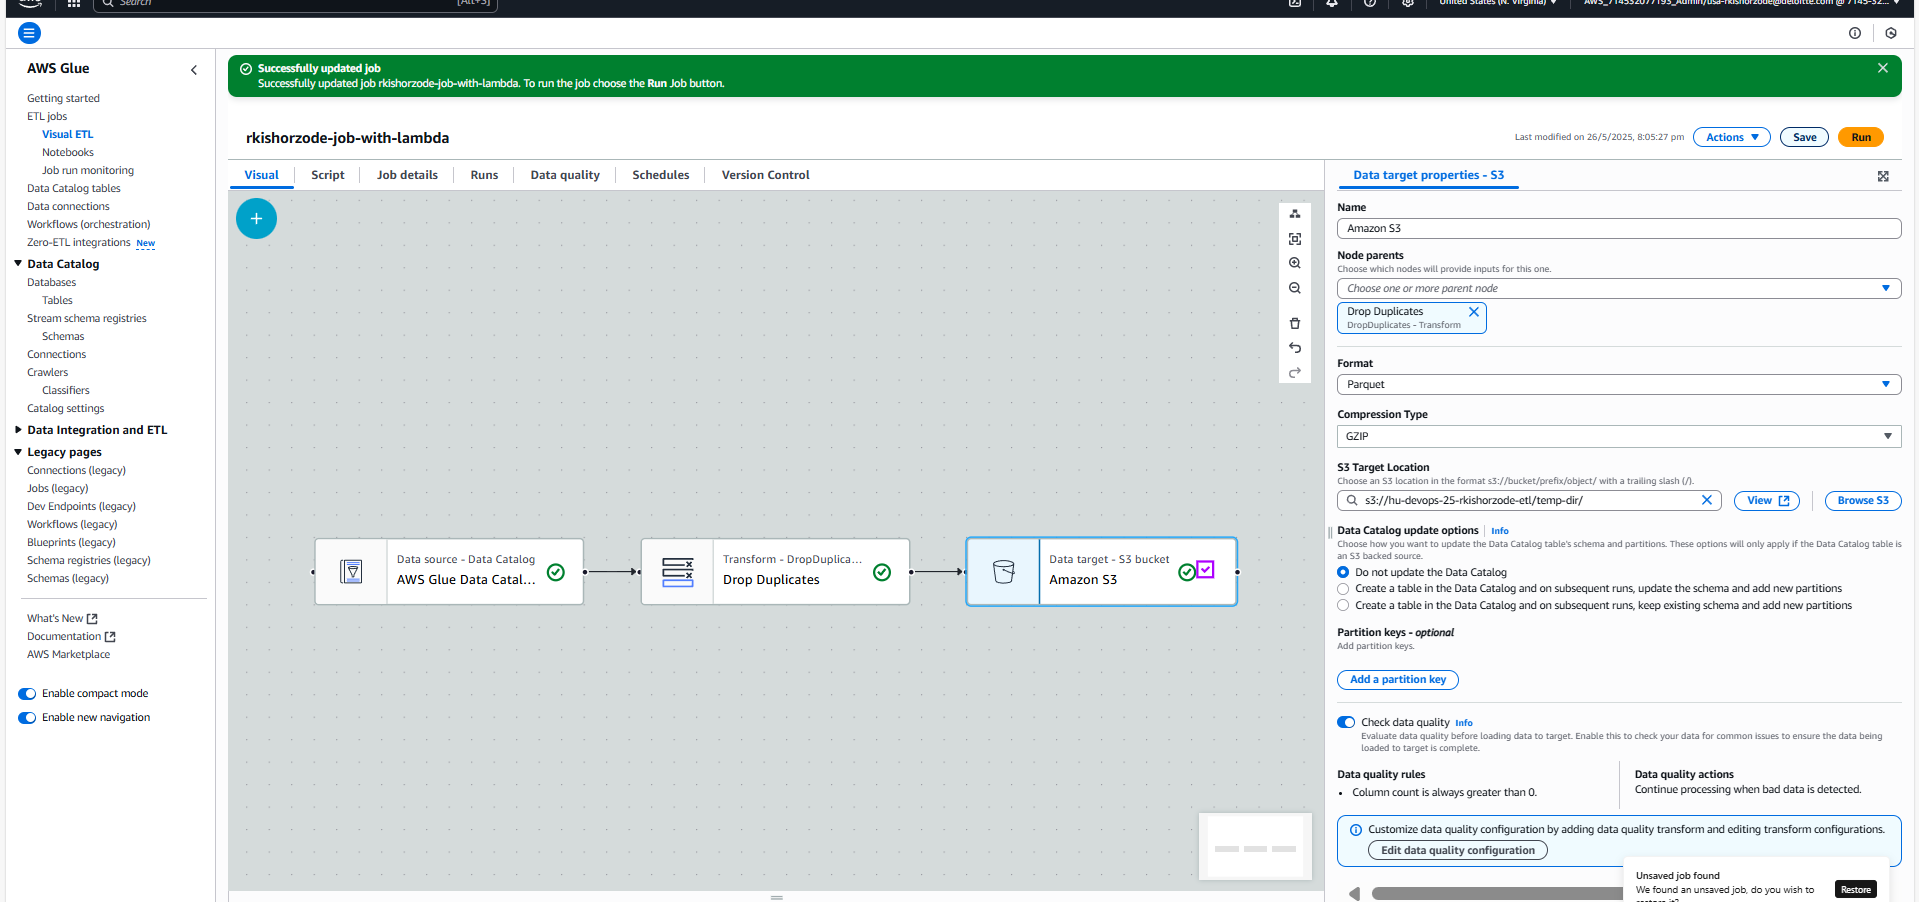 Search
[Alt+S]
United States (N. Virginia)
AWS_714532077193_Admin/usa-rkishorzode@deloitte.com @ 7145-32...
AWS Glue
Getting started
ETL jobs
Visual ETL
Notebooks
Job run monitoring
Data Catalog tables
Data connections
Workflows (orchestration)
Zero-ETL integrations New
Data Catalog
Databases
Tables
Stream schema registries
Schemas
Connections
Crawlers
Classifiers
Catalog settings
Data Integration and ETL
Legacy pages
Connections (legacy)
Jobs (legacy)
Dev Endpoints (legacy)
Workflows (legacy)
Blueprints (legacy)
Schema registries (legacy)
Schemas (legacy)
What's New
Documentation
AWS Marketplace
Enable compact mode
Enable new navigation
Successfully updated job
Successfully updated job rkishorzode-job-with-lambda. To run the job choose the Run Job button.
rkishorzode-job-with-lambda
Last modified on 26/5/2025, 8:05:27 pm
Actions
Save
Run
Visual
Script
Job details
Runs
Data quality
Schedules
Version Control
Data source - Data Catalog
AWS Glue Data Catal...
Transform - DropDuplica...
Drop Duplicates
Data target - S3 bucket
Amazon S3
Data target properties - S3
Name
Amazon S3
Node parents
Choose which nodes will provide inputs for this one.
Choose one or more parent node
Drop Duplicates
DropDuplicates - Transform
Format
Parquet
Compression Type
GZIP
S3 Target Location
Choose an S3 location in the format s3://bucket/prefix/object/ with a trailing slash (/).
s3://hu-devops-25-rkishorzode-etl/temp-dir/
View
Browse S3
Data Catalog update options Info
Choose how you want to update the Data Catalog table's schema and partitions. These options will only apply if the Data Catalog table is
an S3 backed source.
Do not update the Data Catalog
Create a table in the Data Catalog and on subsequent runs, update the schema and add new partitions
Create a table in the Data Catalog and on subsequent runs, keep existing schema and add new partitions
Partition keys - optional
Add partition keys.
Add a partition key
Check data quality Info
Evaluate data quality before loading data to target. Enable this to check your data for common issues to ensure the data being
loaded to target is complete.
Data quality rules
Column count is always greater than 0.
Data quality actions
Continue processing when bad data is detected.
Customize data quality configuration by adding data quality transform and editing transform configurations.
Edit data quality configuration
Unsaved job found
We found an unsaved job, do you wish to
restore it?
Restore